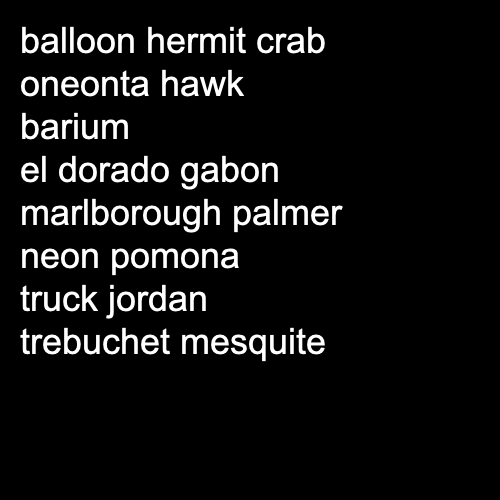 balloon hermit crab
oneonta hawk
barium
el dorado gabon
marlborough palmer
neon pomona
truck jordan
trebuchet mesquite